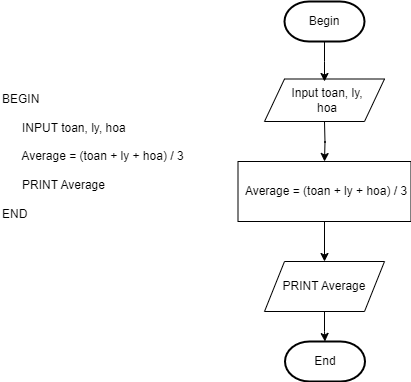 BEGIN
INPUT toan, ly, hoa
Average = (toan + ly + hoa) / 3
PRINT Average
END
Begin
Input toan, ly,
hoa
Average = (toan + ly + hoa) / 3
PRINT Average
End